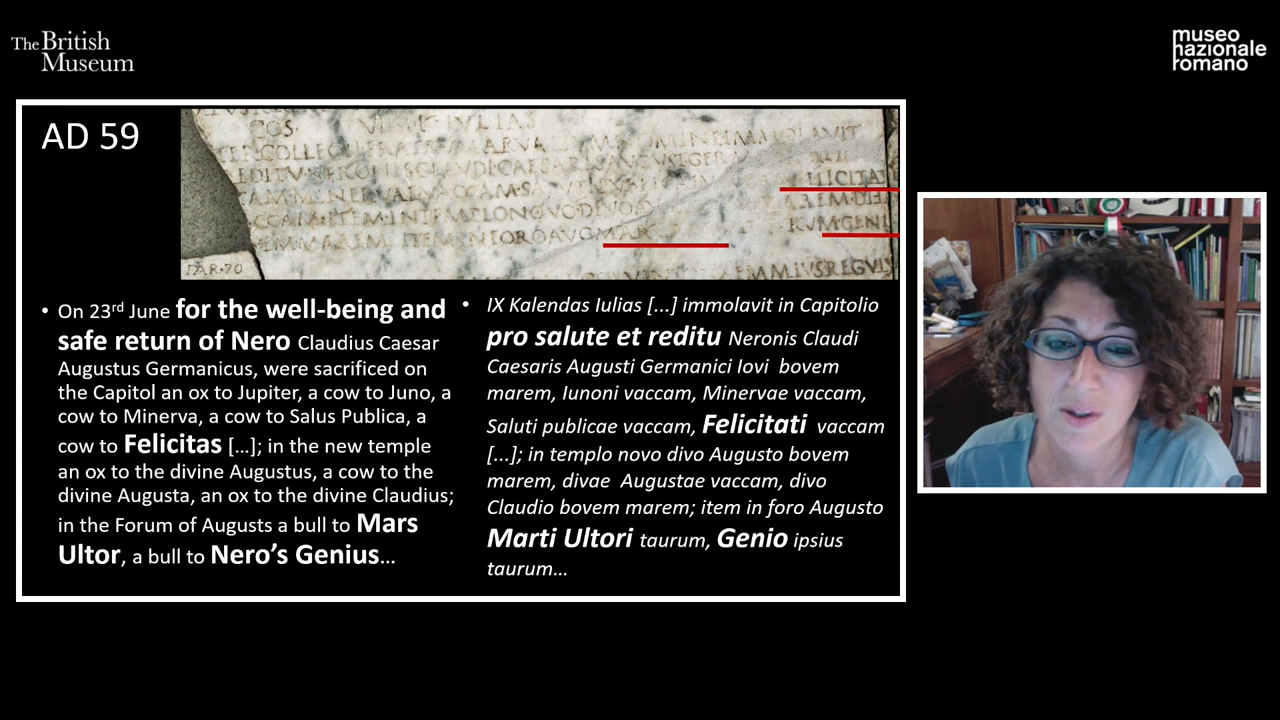 The British
Museum
museo
nazionale
romano
AD 59
COS.
IAR·70
• On 23rd June for the well-being and
safe return of Nero Claudius Caesar
Augustus Germanicus, were sacrificed on
the Capitol an ox to Jupiter, a cow to Juno, a
cow to Minerva, a cow to Salus Publica, a
cow to Felicitas [...]; in the new temple
an ox to the divine Augustus, a cow to the
divine Augusta, an ox to the divine Claudius;
in the Forum of Augusts a bull to Mars
Ultor, a bull to Nero’s Genius…
• IX Kalendas Iulias [...] immolavit in Capitolio
pro salute et reditu Neronis Claudi
Caesaris Augusti Germanici Iovi bovem
marem, Iunoni vaccam, Minervae vaccam,
Saluti publicae vaccam, Felicitati vaccam
[...]; in templo novo divo Augusto bovem
marem, divae Augustae vaccam, divo
Claudio bovem marem; item in foro Augusto
Marti Ultori taurum, Genio ipsius
taurum…